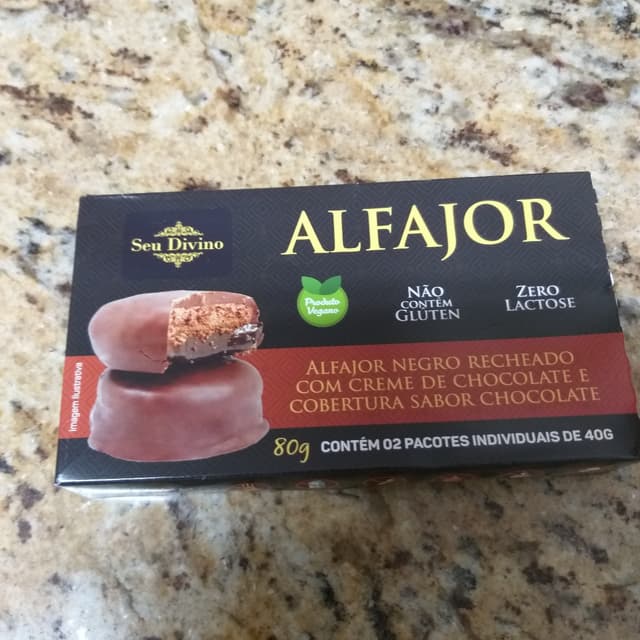 Seu Divino
ALFAJOR
Produto
Vegano
NÃO
CONTÉM
GLÚTEN
ZERO
LACTOSE
ALFAJOR NEGRO RECHEADO
COM CREME DE CHOCOLATE E
COBERTURA SABOR CHOCOLATE
Imagem Ilustrativa
80g CONTÉM 02 PACOTES INDIVIDUAIS DE 40G